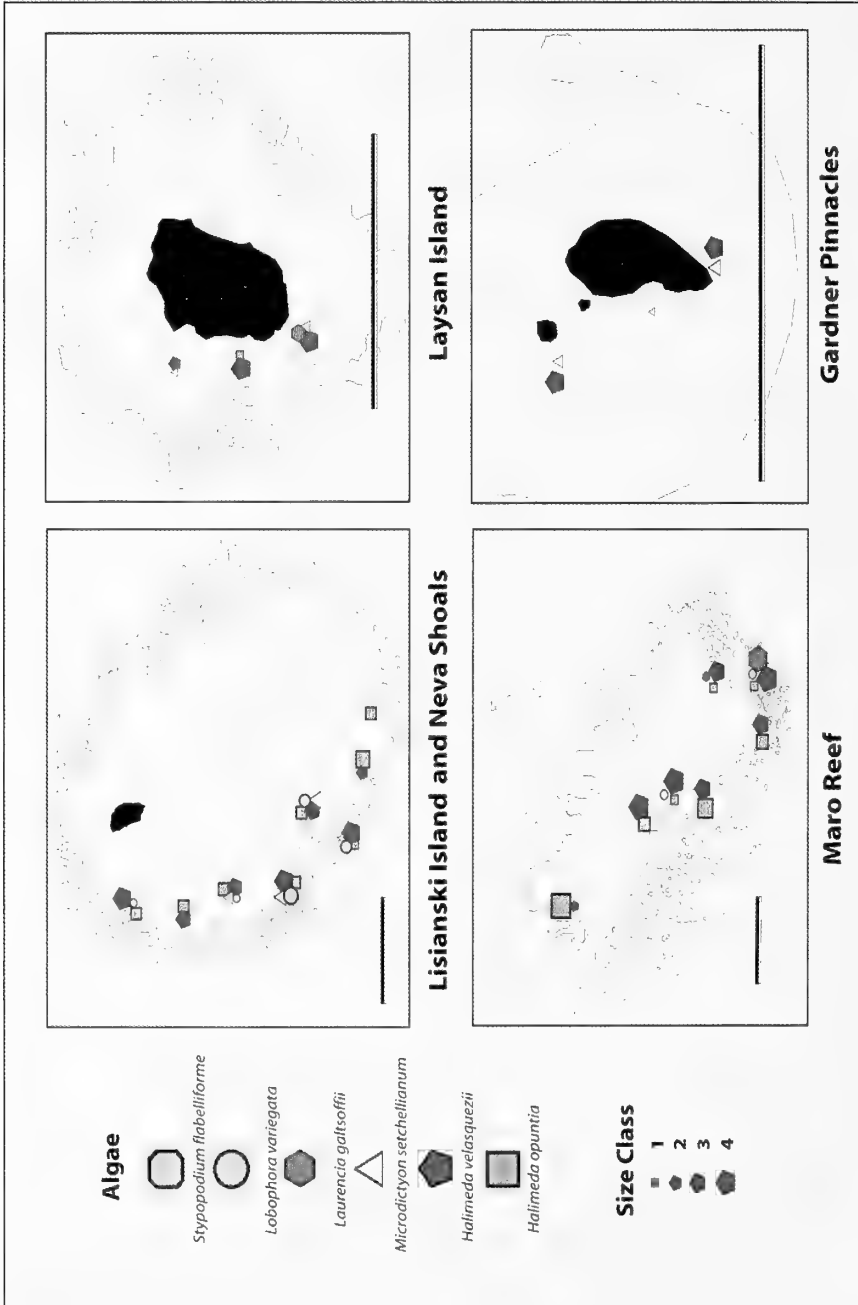 Algae
Stypopodium flabelliforme
Lobophora variegata
Laurencia galtsoffii
Microdictyon setchellianum
Halimeda velasquezii
Halimeda opuntia
Size Class
1
2
3
4
Lisianski Island and Neva Shoals
Laysan Island
Maro Reef
Gardner Pinnacles